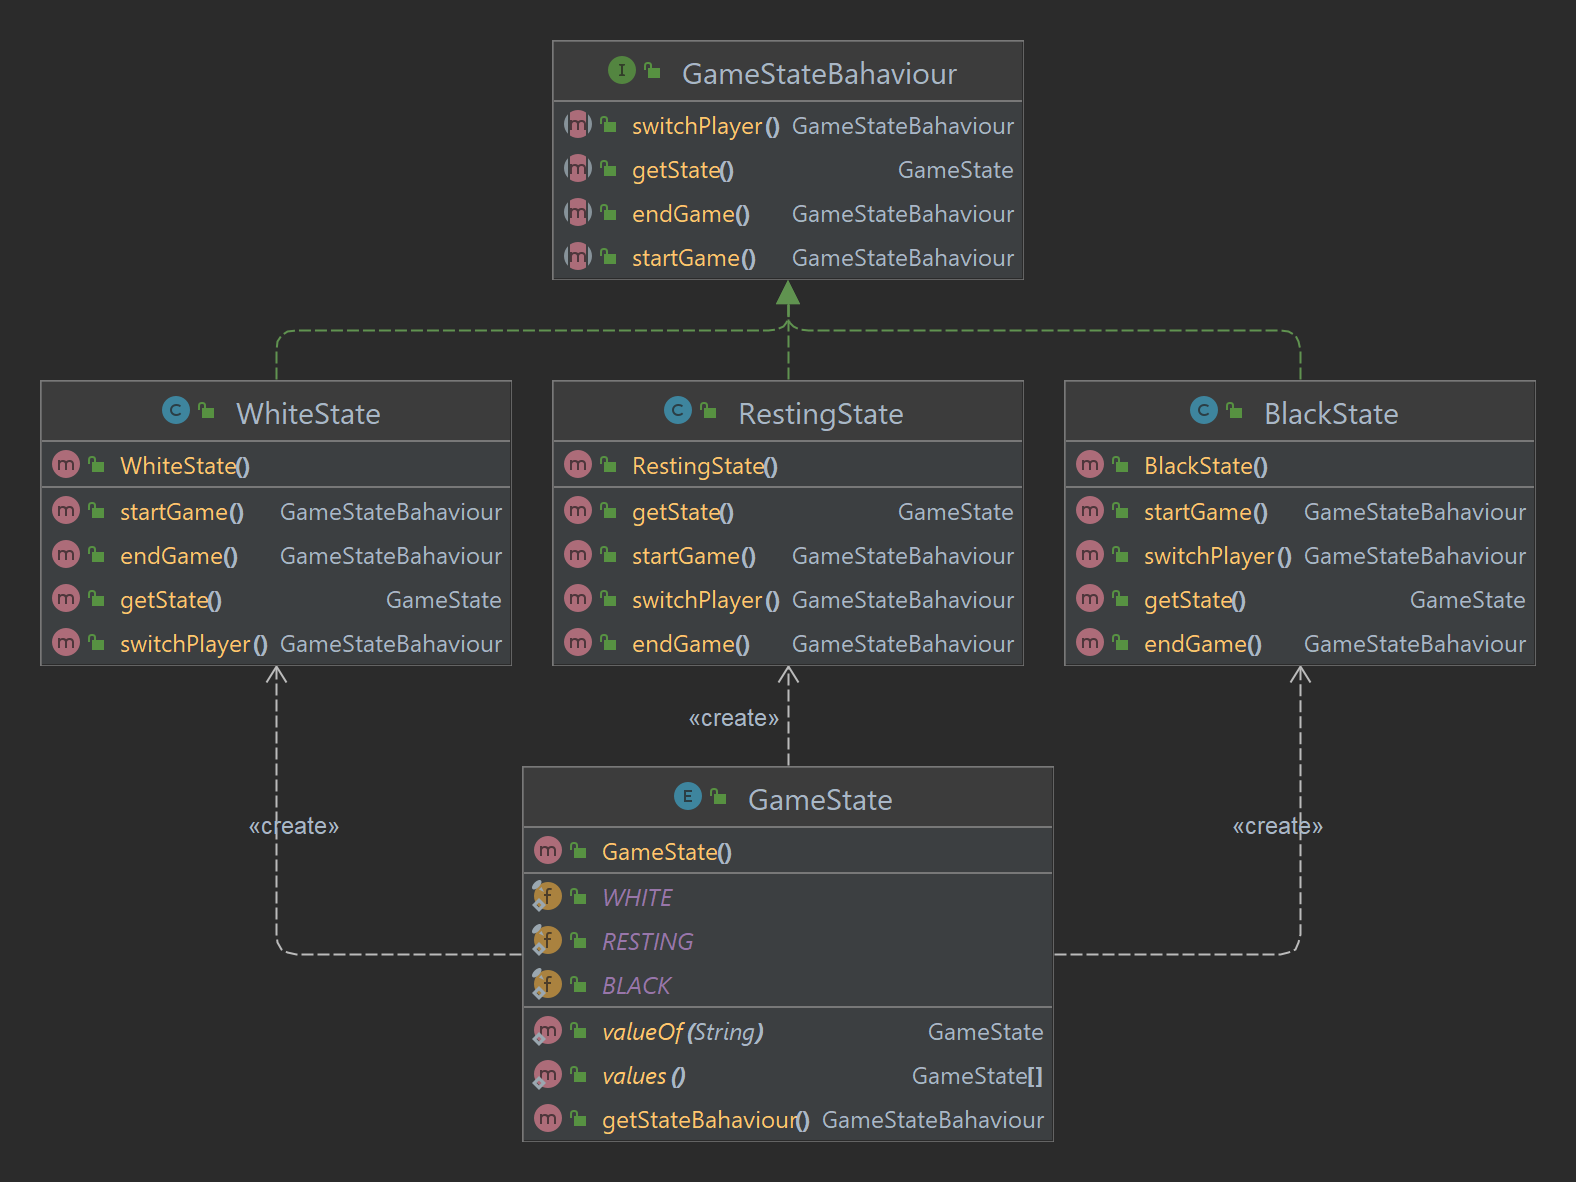 I GameStateBahaviour
m switchPlayer() GameStateBahaviour
m getState() GameState
m endGame() GameStateBahaviour
m startGame() GameStateBahaviour
C WhiteState
m WhiteState()
m startGame() GameStateBahaviour
m endGame() GameStateBahaviour
m getState() GameState
m switchPlayer() GameStateBahaviour
C RestingState
m RestingState()
m getState() GameState
m startGame() GameStateBahaviour
m switchPlayer() GameStateBahaviour
m endGame() GameStateBahaviour
C BlackState
m BlackState()
m startGame() GameStateBahaviour
m switchPlayer() GameStateBahaviour
m getState() GameState
m endGame() GameStateBahaviour
«create»
«create»
«create»
E GameState
m GameState()
f WHITE
f RESTING
f BLACK
m valueOf(String) GameState
m values() GameState[]
m getStateBahaviour() GameStateBahaviour